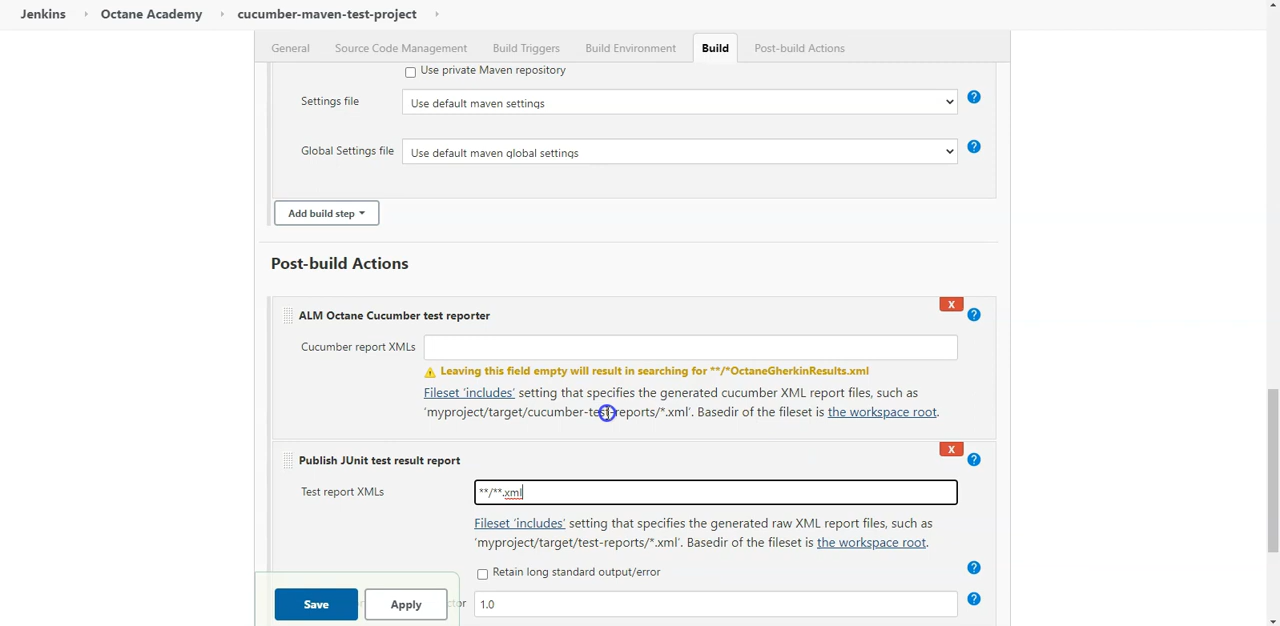 Jenkins Octane Academy cucumber-maven-test-project
General Source Code Management Build Triggers Build Environment Build Post-build Actions
Use private Maven repository
Settings file Use default maven settings
Global Settings file Use default maven global settings
Add build step
Post-build Actions
X
ALM Octane Cucumber test reporter
Cucumber report XMLs
Leaving this field empty will result in searching for **/*OctaneGherkinResults.xml
Fileset 'includes' setting that specifies the generated cucumber XML report files, such as
'myproject/target/cucumber-test-reports/*.xml'. Basedir of the fileset is the workspace root.
X
Publish JUnit test result report
Test report XMLs **/**.xml
Fileset 'includes' setting that specifies the generated raw XML report files, such as
'myproject/target/test-reports/*.xml'. Basedir of the fileset is the workspace root.
Retain long standard output/error
Save Apply 1.0